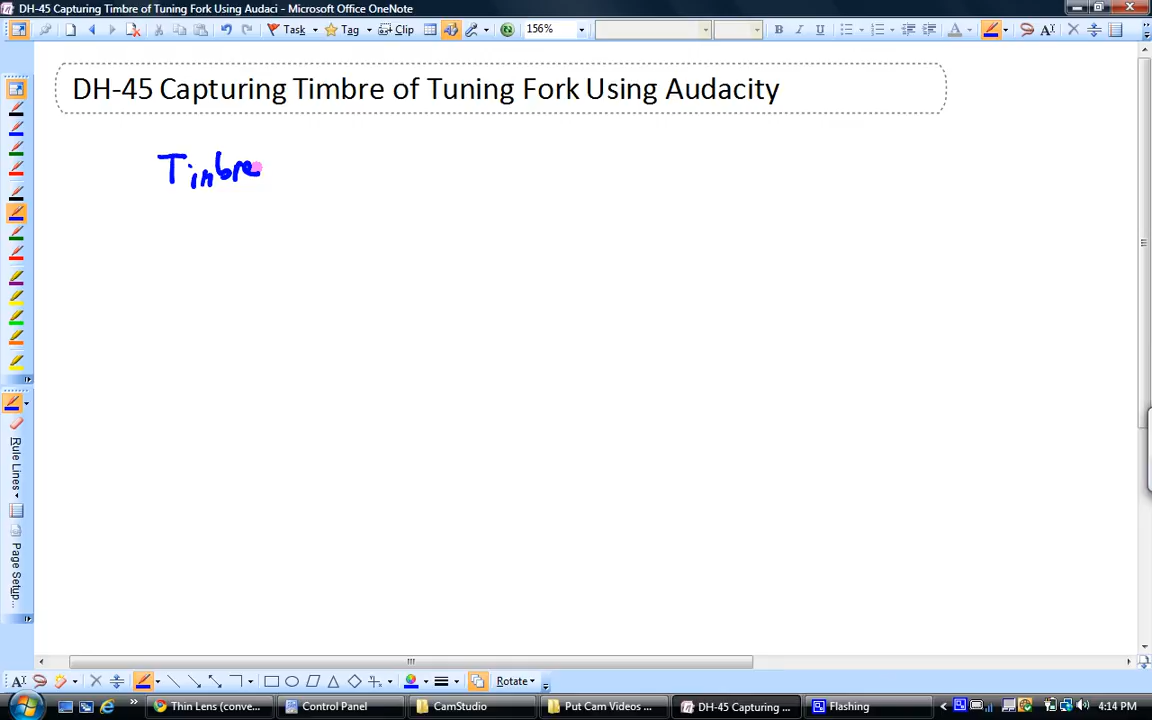 DH-45 Capturing Timbre of Tuning Fork Using Audaci - Microsoft Office OneNote
Task Tag Clip 156% B I U A
DH-45 Capturing Timbre of Tuning Fork Using Audacity
Tinbre
Rule Lines
Page Setup...
Rotate
Thin Lens (conve... Control Panel CamStudio Put Cam Videos ... DH-45 Capturing ... Flashing 4:14 PM